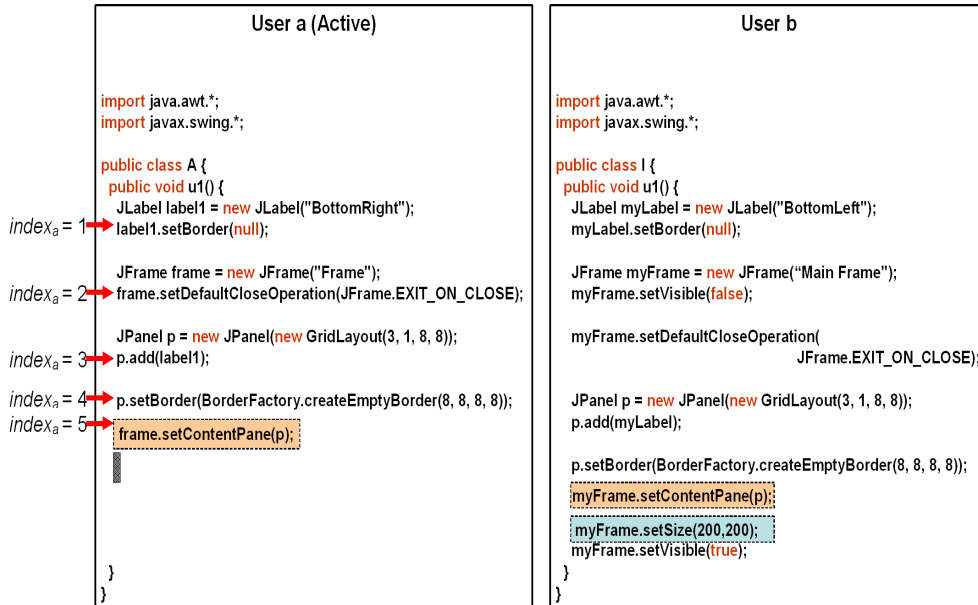 User a (Active)
import java.awt.*;
import javax.swing.*;
public class A {
public void u1() {
JLabel label1 = new JLabel("BottomRight");
index_a = 1
label1.setBorder(null);
JFrame frame = new JFrame("Frame");
index_a = 2
frame.setDefaultCloseOperation(JFrame.EXIT_ON_CLOSE);
JPanel p = new JPanel(new GridLayout(3, 1, 8, 8));
index_a = 3
p.add(label1);
index_a = 4
p.setBorder(BorderFactory.createEmptyBorder(8, 8, 8, 8));
index_a = 5
frame.setContentPane(p);
}
}
User b
import java.awt.*;
import javax.swing.*;
public class I {
public void u1() {
JLabel myLabel = new JLabel("BottomLeft");
myLabel.setBorder(null);
JFrame myFrame = new JFrame(“Main Frame");
myFrame.setVisible(false);
myFrame.setDefaultCloseOperation(
JFrame.EXIT_ON_CLOSE);
JPanel p = new JPanel(new GridLayout(3, 1, 8, 8));
p.add(myLabel);
p.setBorder(BorderFactory.createEmptyBorder(8, 8, 8, 8));
myFrame.setContentPane(p);
myFrame.setSize(200,200);
myFrame.setVisible(true);
}
}